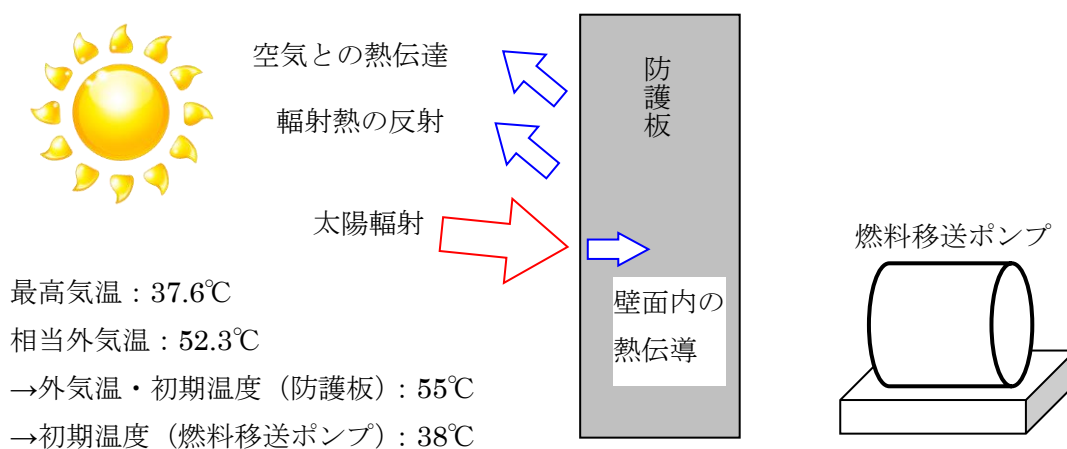 空気との熱伝達
輻射熱の反射
太陽輻射
防護板
壁面内の
熱伝導
燃料移送ポンプ
最高気温：37.6℃
相当外気温：52.3℃
→外気温・初期温度（防護板）：55℃
→初期温度（燃料移送ポンプ）：38℃